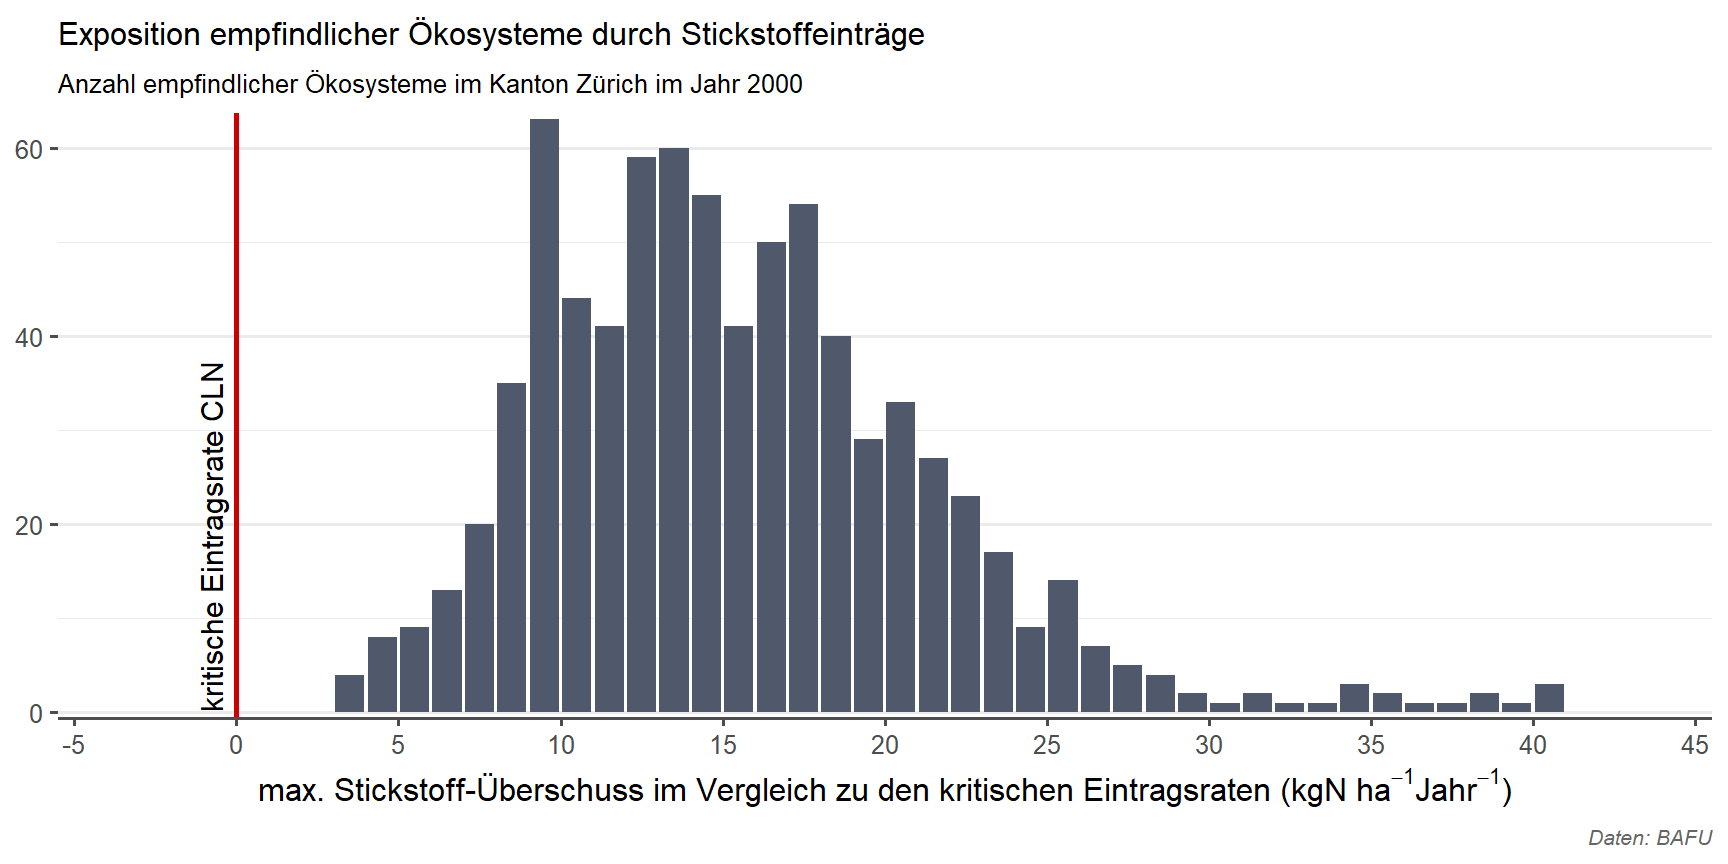 Exposition empfindlicher Ökosysteme durch Stickstoffeinträge
Anzahl empfindlicher Ökosysteme im Kanton Zürich im Jahr 2000
60
40
20
0
kritische Eintragsrate CLN
-5 0 5 10 15 20 25 30 35 40 45
max. Stickstoff-Überschuss im Vergleich zu den kritischen Eintragsraten (kgN ha⁻¹Jahr⁻¹)
Daten: BAFU